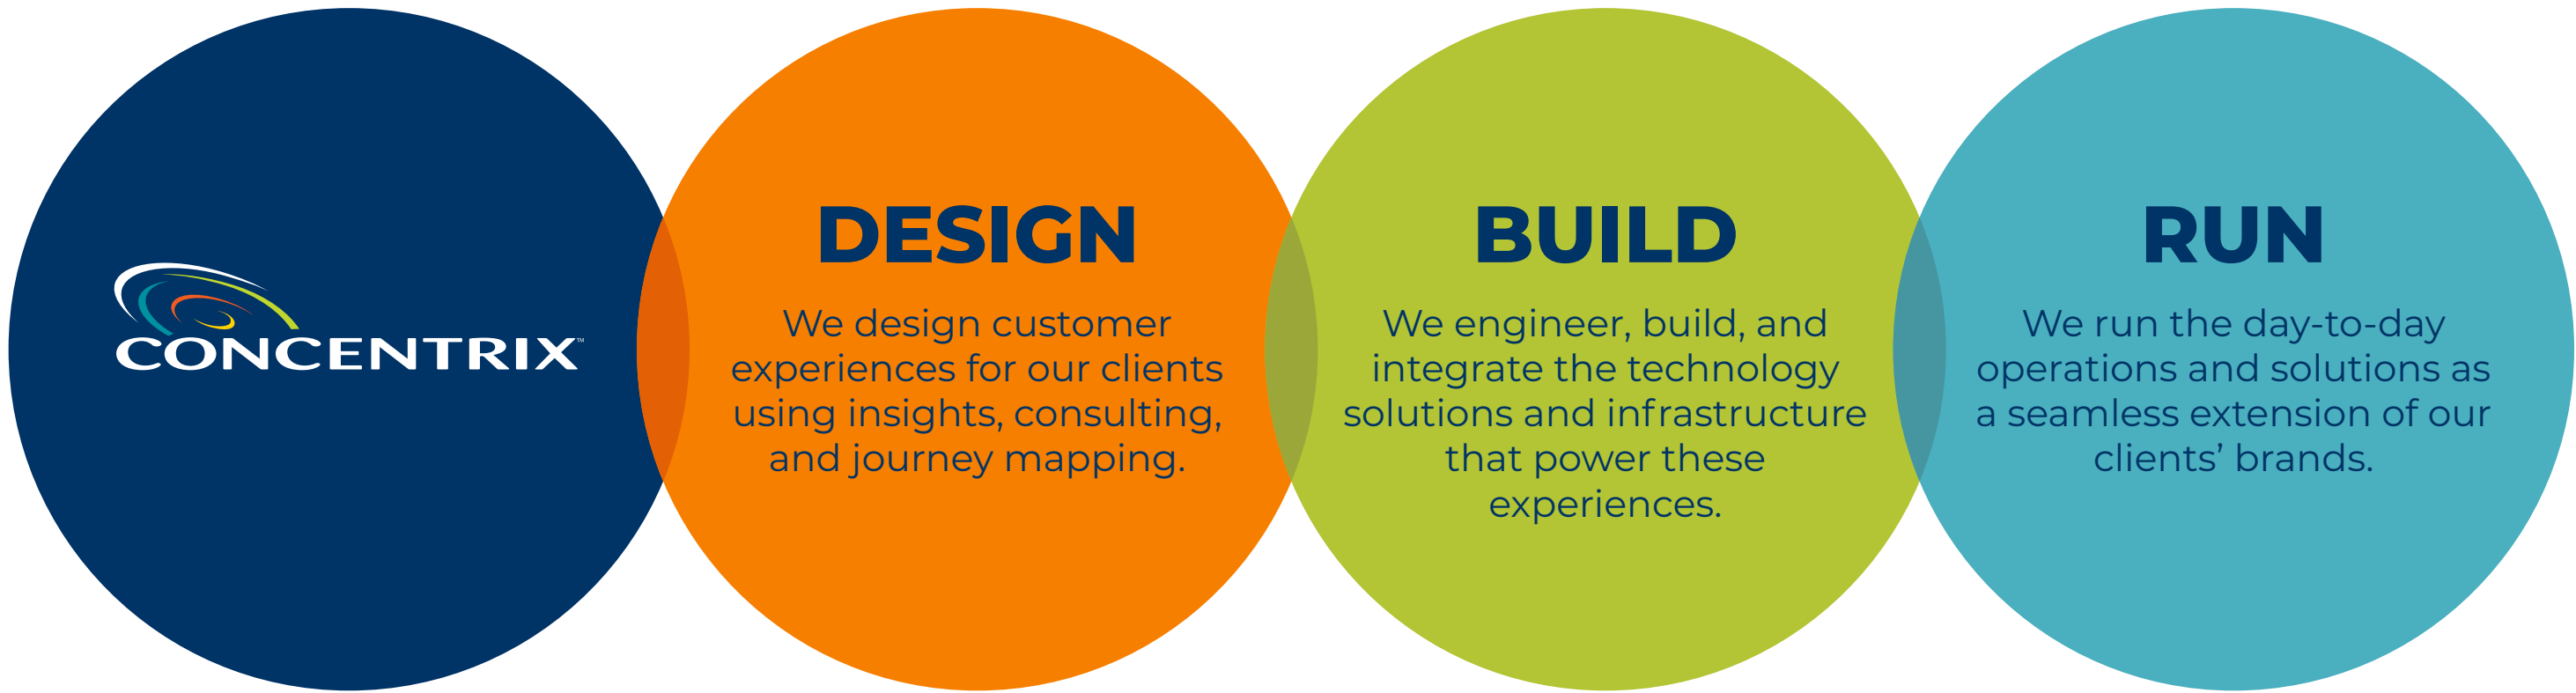 CONCENTRIX™
DESIGN
We design customer
experiences for our clients
using insights, consulting,
and journey mapping.
BUILD
We engineer, build, and
integrate the technology
solutions and infrastructure
that power these
experiences.
RUN
We run the day-to-day
operations and solutions as
a seamless extension of our
clients’ brands.